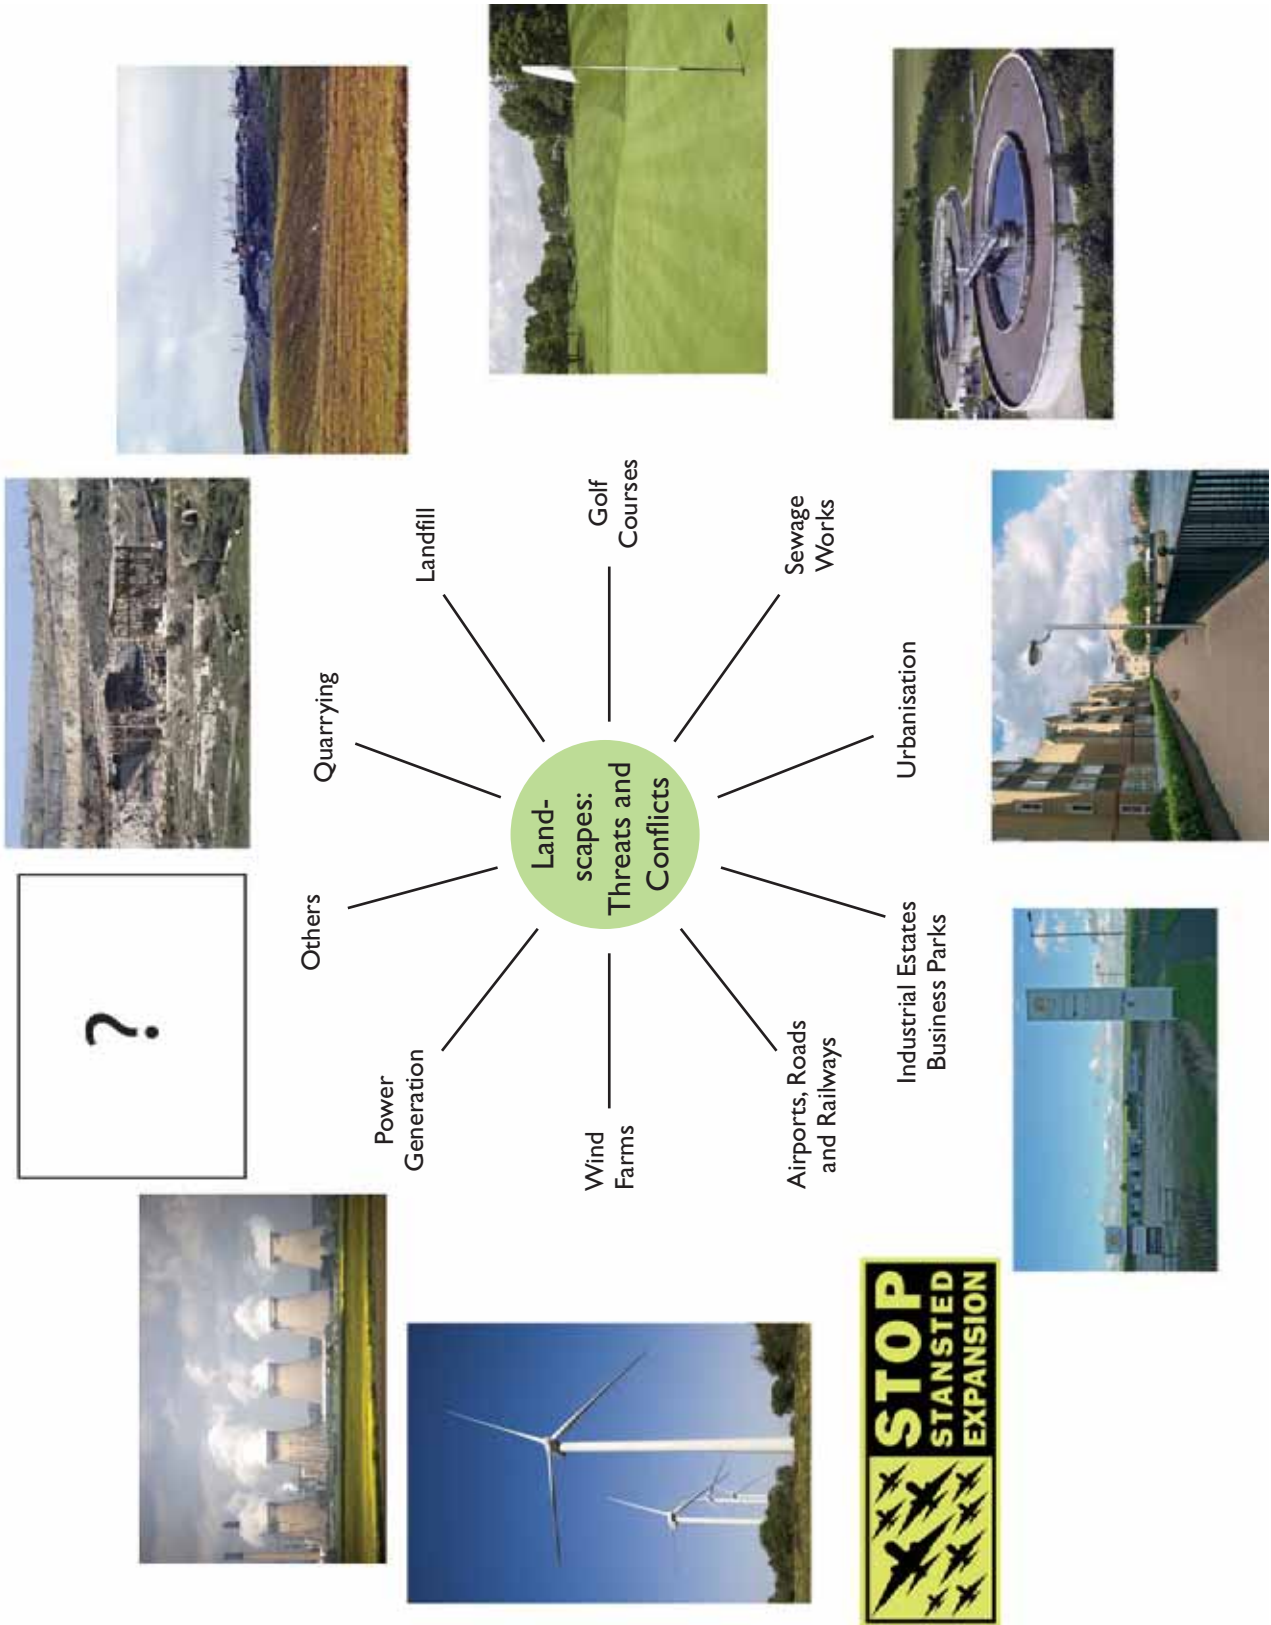 ?
Others
Quarrying
Power
Generation
Landfill
Land-
scapes:
Threats and
Conflicts
Wind
Farms
Golf
Courses
Airports, Roads
and Railways
Sewage
Works
Industrial Estates
Business Parks
Urbanisation
STOP
STANSTED
EXPANSION